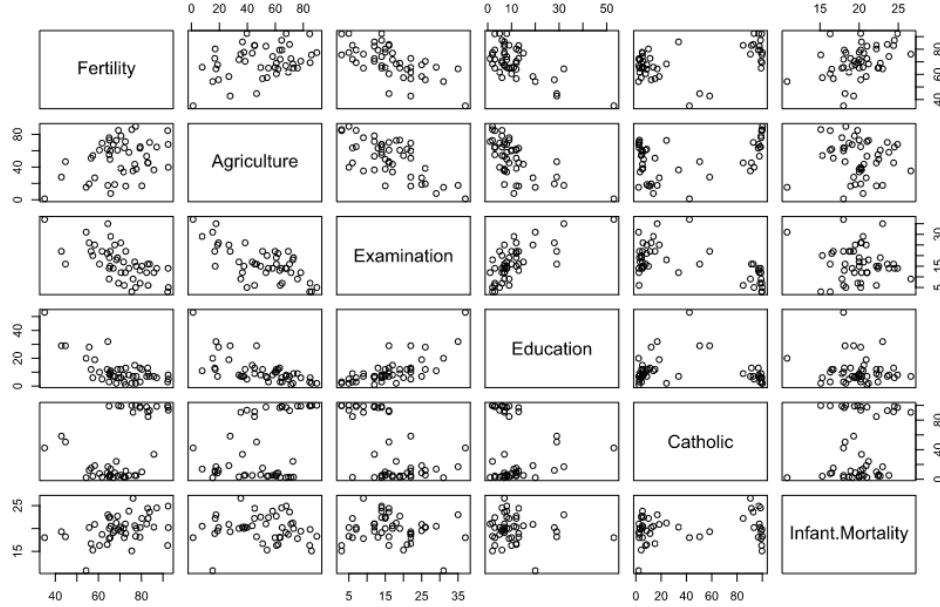 0 20 40 60 80
0 10 30 50
15 20 25
Fertility
40 60 80
0 40 80
Agriculture
Examination
5 15 30
0 20 40
Education
Catholic
0 40 80
15 25
Infant.Mortality
40 60 80
5 15 25 35
0 20 40 60 80 100